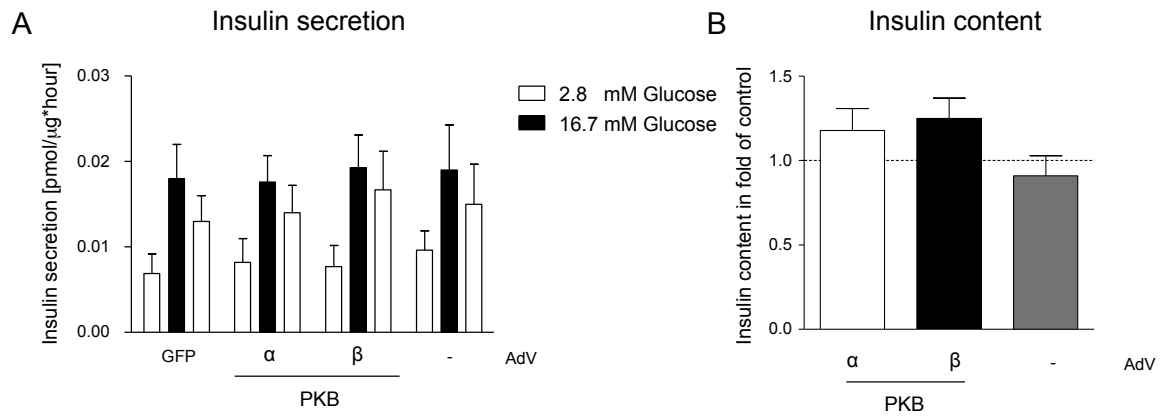 A
Insulin secretion
Insulin secretion [pmol/µg*hour]
0.03
0.02
0.01
0.00
GFP
α
β
-
AdV
PKB
2.8 mM Glucose
16.7 mM Glucose
B
Insulin content
Insulin content in fold of control
1.5
1.0
0.5
0.0
α
β
-
AdV
PKB